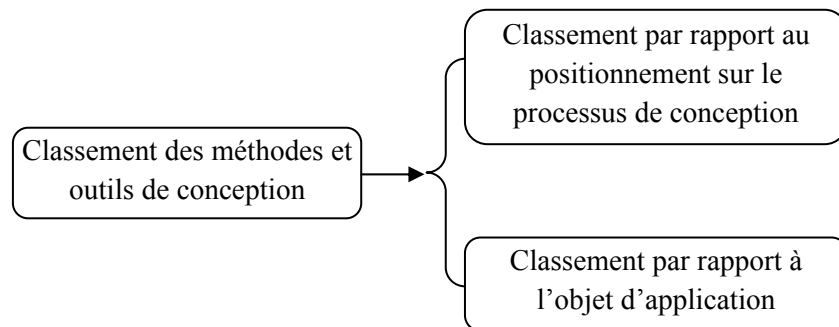 Classement par rapport au
positionnement sur le
processus de conception
Classement des méthodes et
outils de conception
Classement par rapport à
l’objet d’application